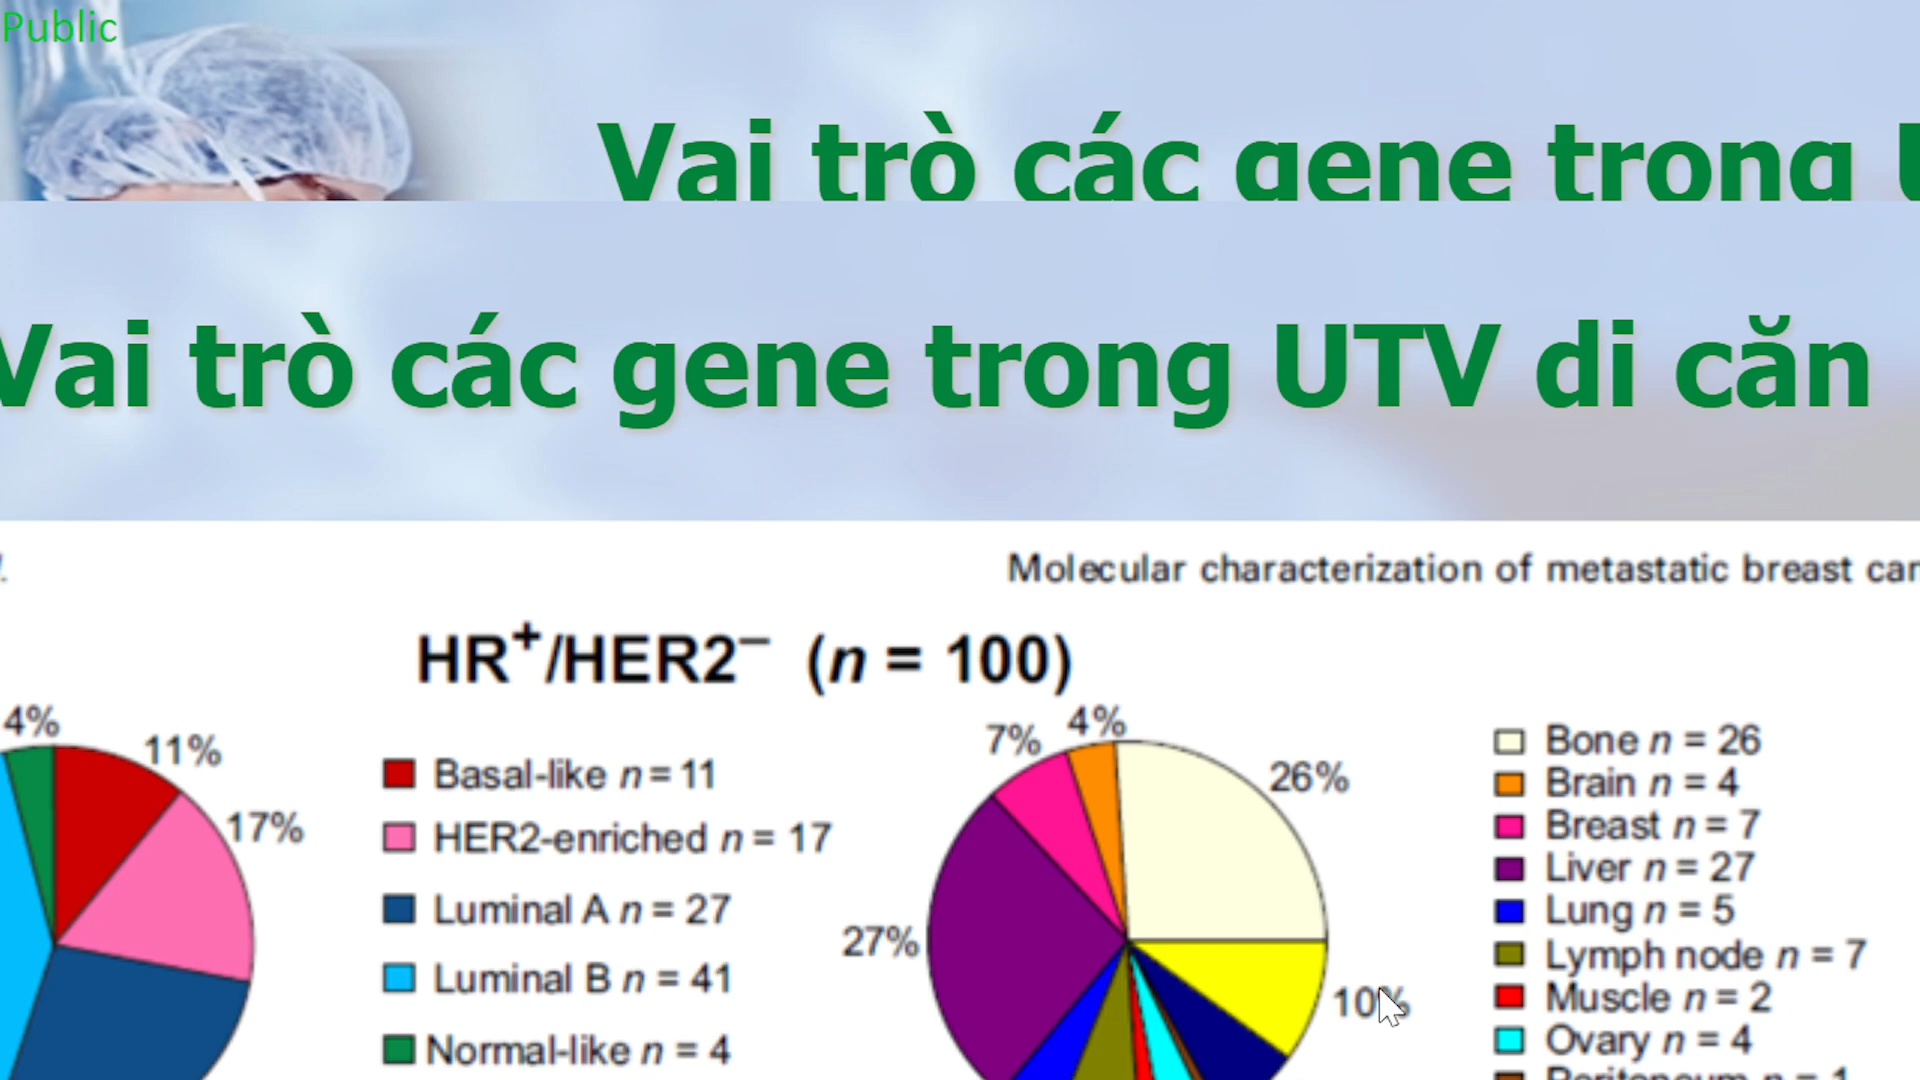 Public
Vai trò các gene trong
Vai trò các gene trong UTV di căn
Molecular characterization of metastatic breast
HR⁺/HER2⁻ (n = 100)
4%
11%
17%
Basal-like n = 11
HER2-enriched n = 17
Luminal A n = 27
Luminal B n = 41
Normal-like n = 4
7%
4%
26%
27%
10%
Bone n = 26
Brain n = 4
Breast n = 7
Liver n = 27
Lung n = 5
Lymph node n = 7
Muscle n = 2
Ovary n = 4
Peritoneum n = 1